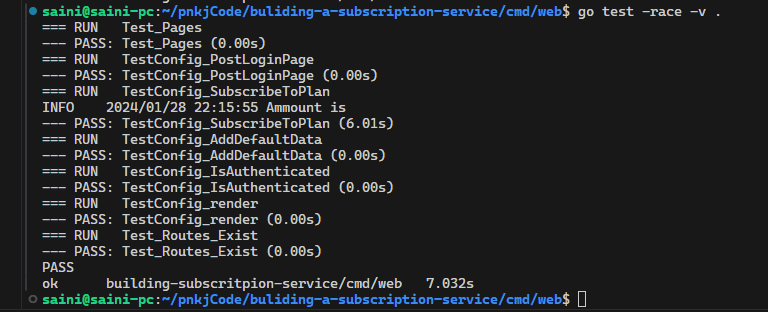 saini@saini-pc:~/pnkjCode/buliding-a-subscription-service/cmd/web$ go test -race -v .
=== RUN   Test_Pages
--- PASS: Test_Pages (0.00s)
=== RUN   TestConfig_PostLoginPage
--- PASS: TestConfig_PostLoginPage (0.00s)
=== RUN   TestConfig_SubscribeToPlan
INFO    2024/01/28 22:15:55 Ammount is
--- PASS: TestConfig_SubscribeToPlan (6.01s)
=== RUN   TestConfig_AddDefaultData
--- PASS: TestConfig_AddDefaultData (0.00s)
=== RUN   TestConfig_IsAuthenticated
--- PASS: TestConfig_IsAuthenticated (0.00s)
=== RUN   TestConfig_render
--- PASS: TestConfig_render (0.00s)
=== RUN   Test_Routes_Exist
--- PASS: Test_Routes_Exist (0.00s)
PASS
ok      building-subscritpion-service/cmd/web   7.032s
saini@saini-pc:~/pnkjCode/buliding-a-subscription-service/cmd/web$